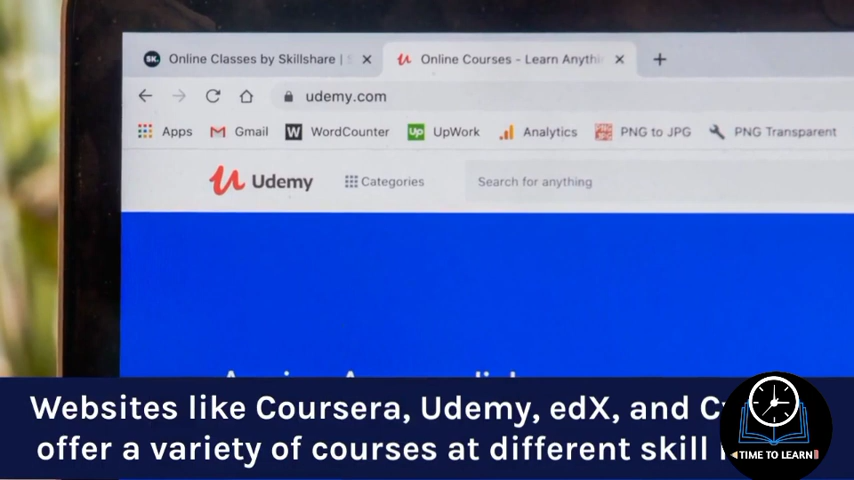 Online Classes by Skillshare |
Online Courses - Learn Anythi
udemy.com
Apps Gmail WordCounter UpWork Analytics PNG to JPG PNG Transparent
Udemy Categories Search for anything
Websites like Coursera, Udemy, edX, and
offer a variety of courses at different skill
TIME TO LEARN